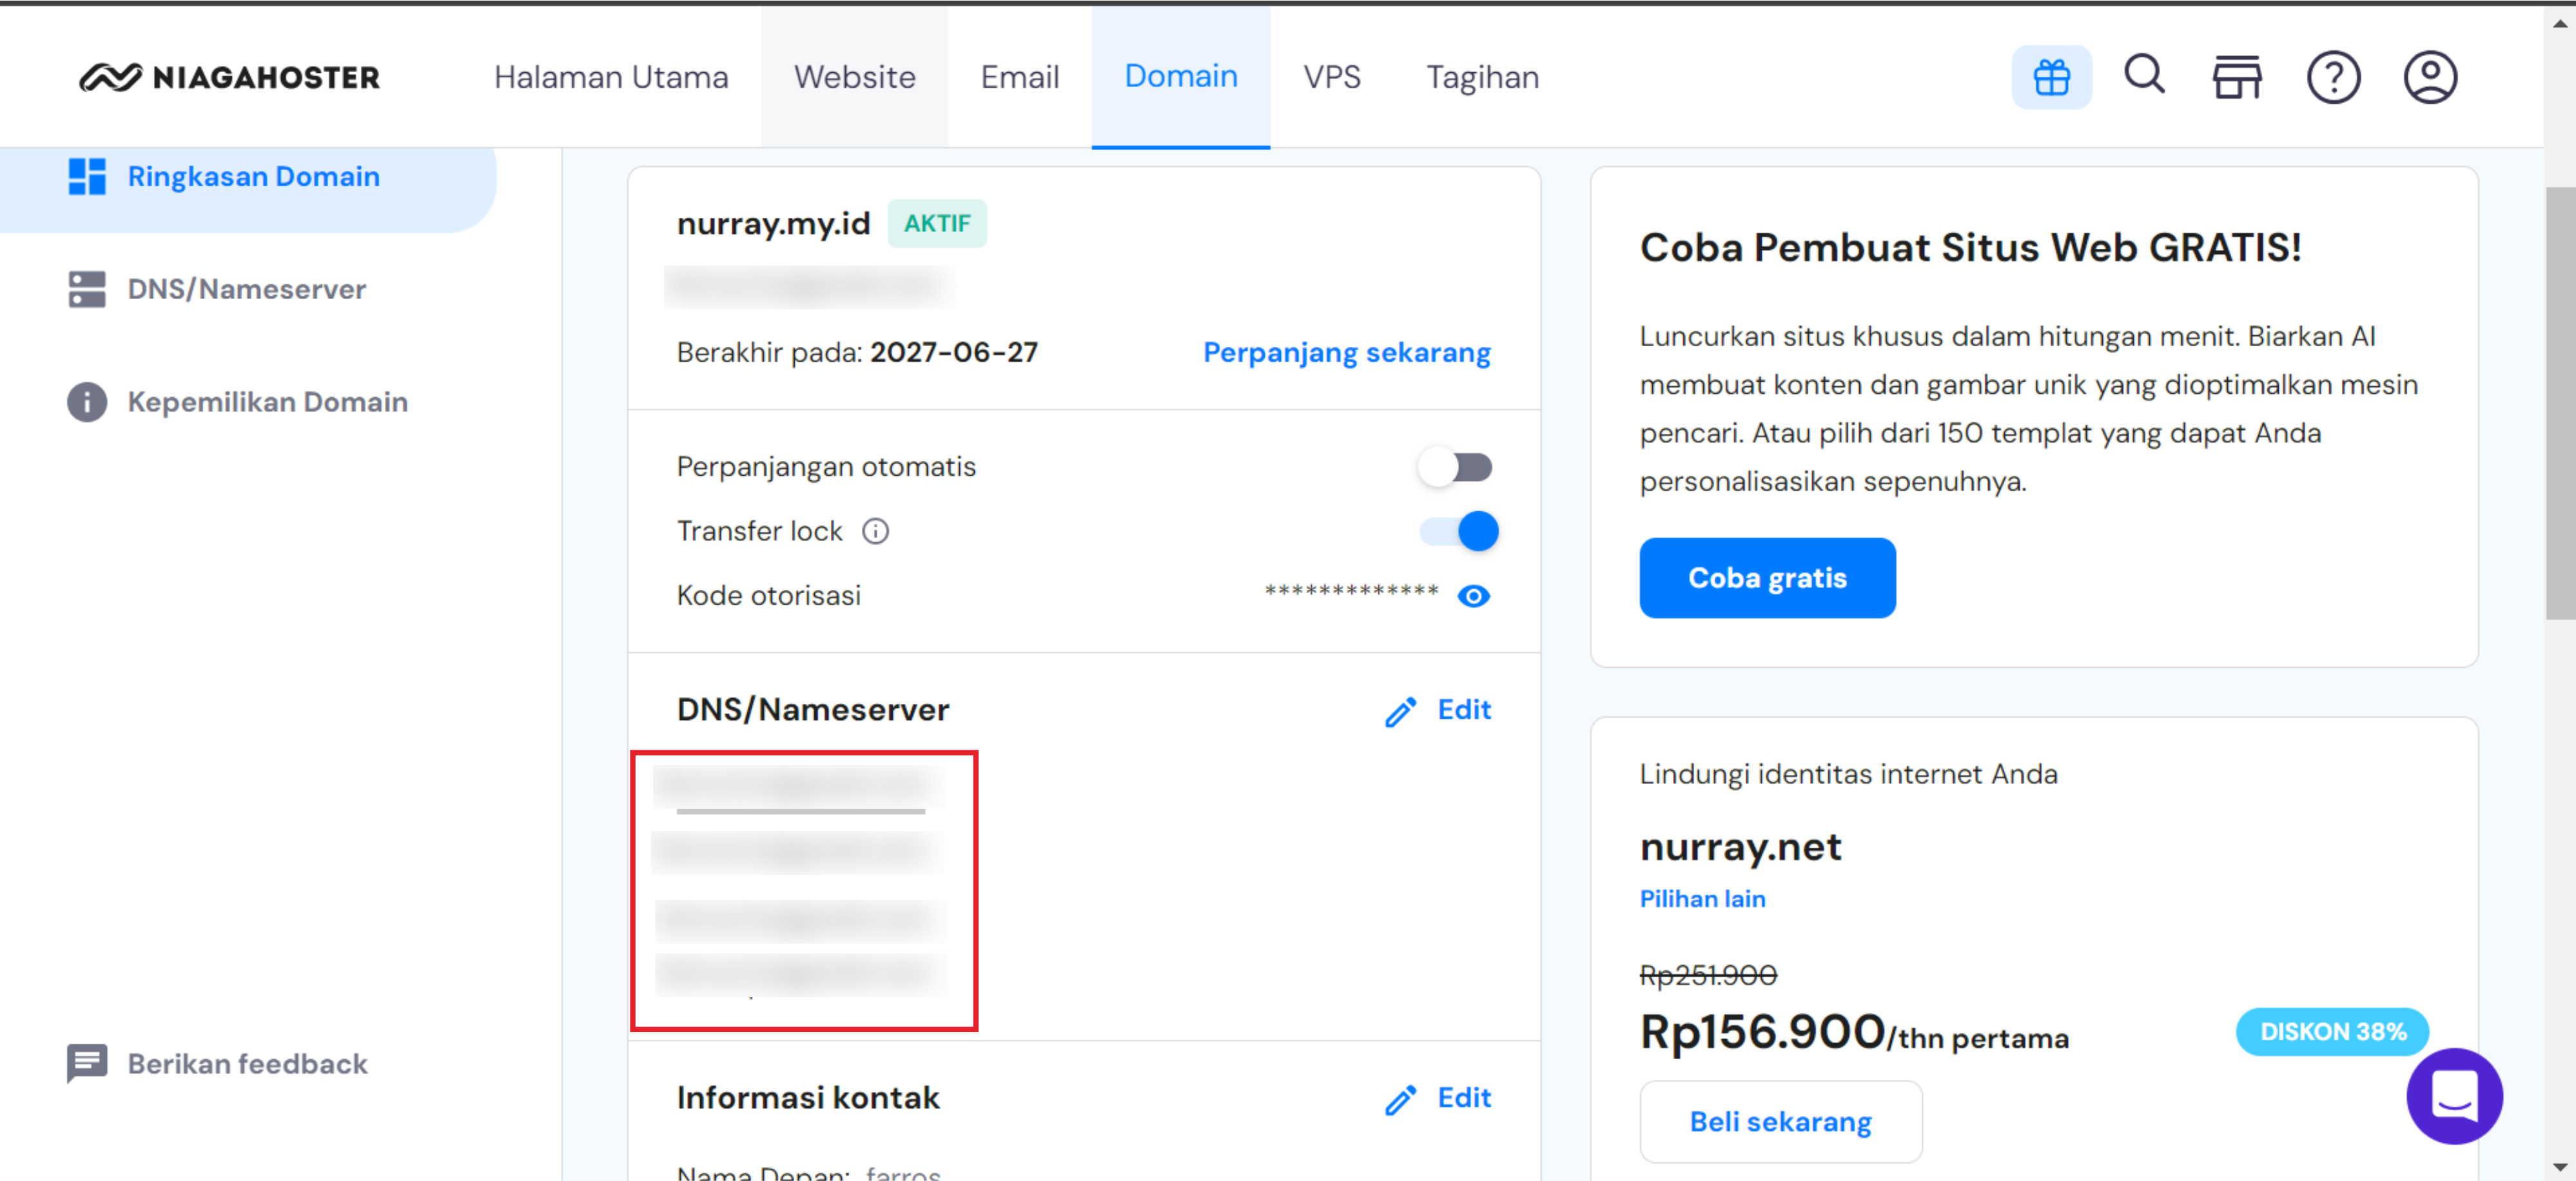 NIAGAHOSTER
Halaman Utama
Website
Email
Domain
VPS
Tagihan
Ringkasan Domain
DNS/Nameserver
Kepemilikan Domain
Berikan feedback
nurray.my.id AKTIF
Berakhir pada: 2027-06-27
Perpanjang sekarang
Perpanjangan otomatis
Transfer lock
Kode otorisasi
*************
DNS/Nameserver
Edit
Informasi kontak
Edit
Nama Depan: farros
Coba Pembuat Situs Web GRATIS!
Luncurkan situs khusus dalam hitungan menit. Biarkan AI
membuat konten dan gambar unik yang dioptimalkan mesin
pencari. Atau pilih dari 150 templat yang dapat Anda
personalisasikan sepenuhnya.
Coba gratis
Lindungi identitas internet Anda
nurray.net
Pilihan lain
Rp251.900
Rp156.900/thn pertama
DISKON 38%
Beli sekarang